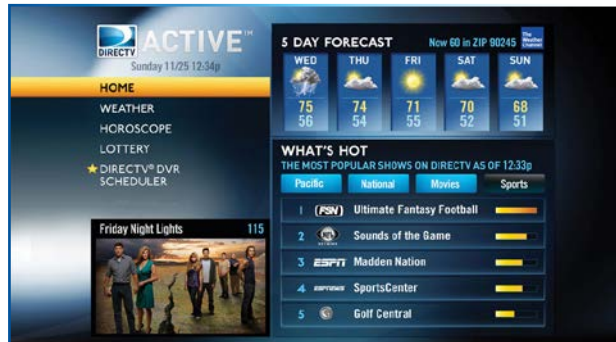 DIRECTV ACTIVE™
Sunday 11/25 12:34p
HOME
WEATHER
HOROSCOPE
LOTTERY
DIRECTV® DVR
SCHEDULER
Friday Night Lights 115
5 DAY FORECAST Now 60 in ZIP 90245 The Weather Channel
WED THU FRI SAT SUN
75 74 71 70 68
56 54 55 52 51
WHAT'S HOT
THE MOST POPULAR SHOWS ON DIRECTV AS OF 12:33p
Pacific National Movies Sports
1 FSN Ultimate Fantasy Football
2 Sounds of the Game
3 ESPN Madden Nation
4 ESPNEWS SportsCenter
5 Golf Central